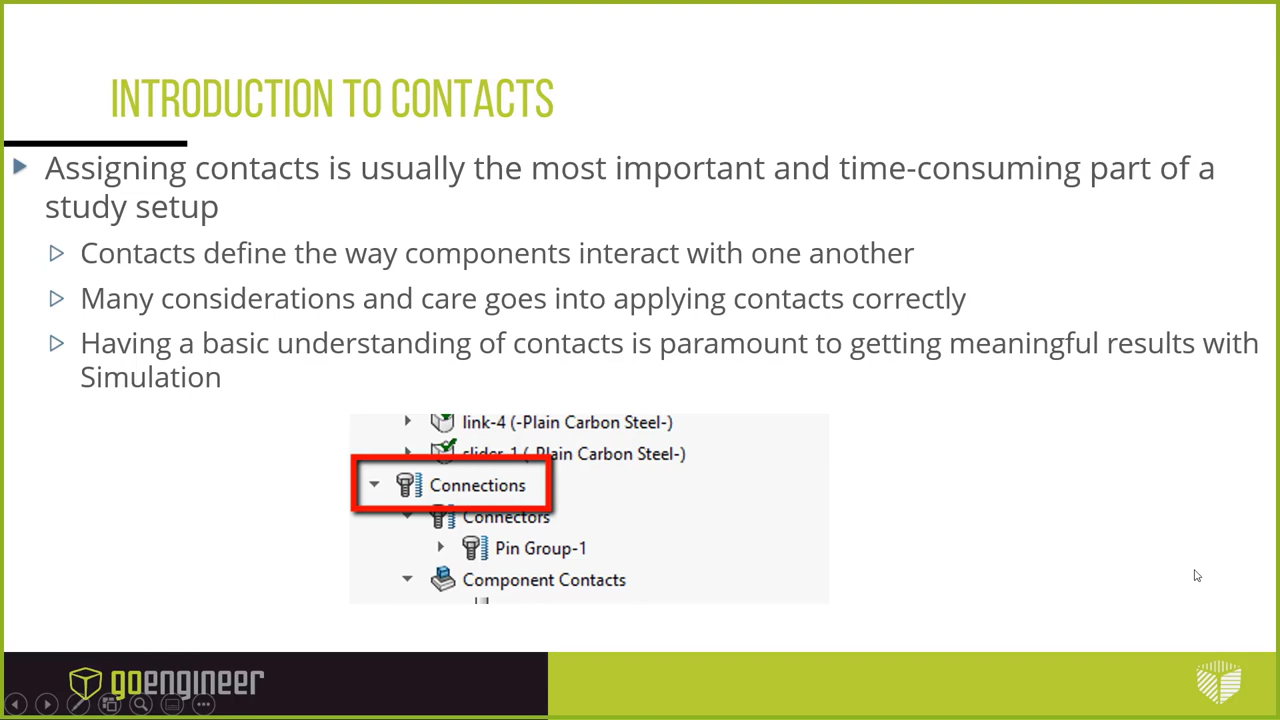 INTRODUCTION TO CONTACTS
Assigning contacts is usually the most important and time-consuming part of a
study setup
Contacts define the way components interact with one another
Many considerations and care goes into applying contacts correctly
Having a basic understanding of contacts is paramount to getting meaningful results with
Simulation
link-4 (-Plain Carbon Steel-)
slider-1 (-Plain Carbon Steel-)
Connections
Connectors
Pin Group-1
Component Contacts
goengineer